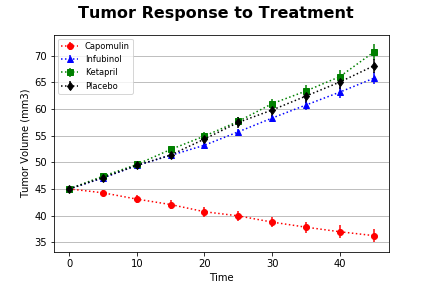 Tumor Response to Treatment
Capomulin
Infubinol
Ketapril
Placebo
Tumor Volume (mm3)
70
65
60
55
50
45
40
35
0
10
20
30
40
Time